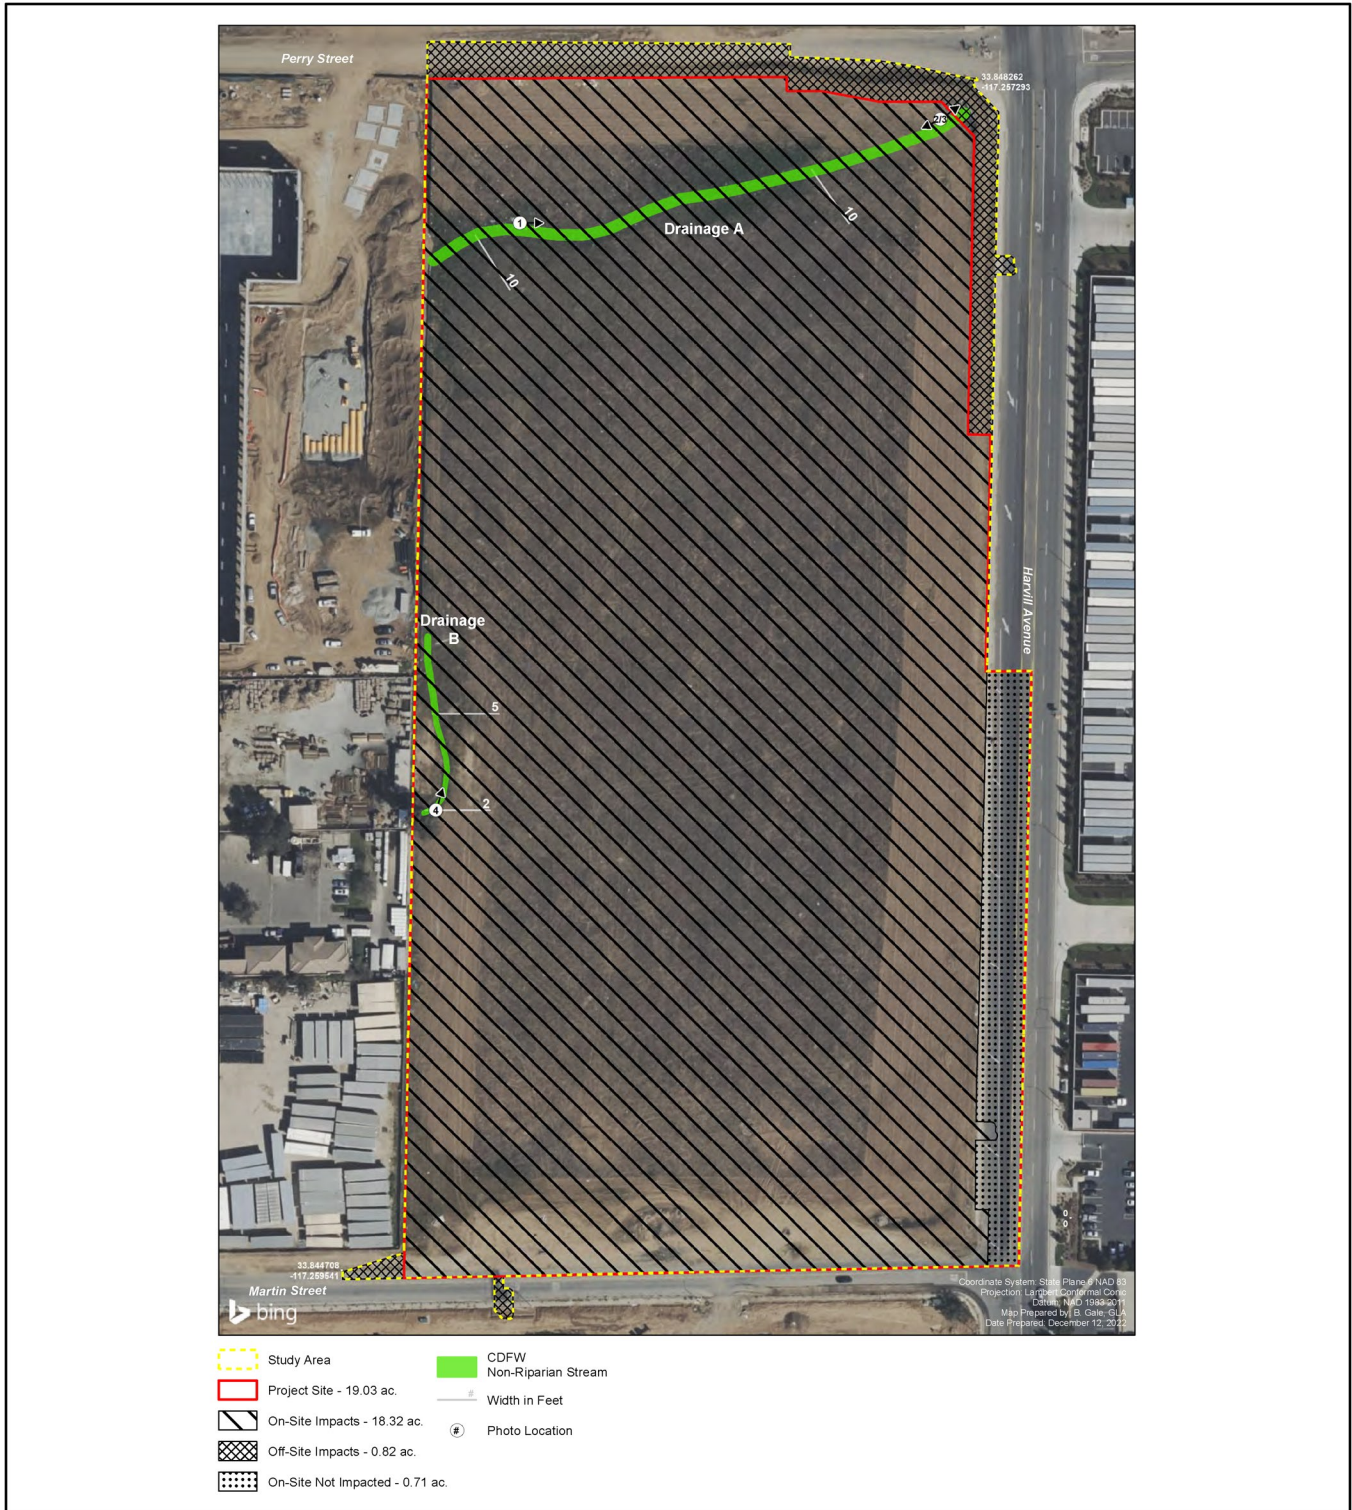 Perry Street
33.848262
-117.257293
2/3
1
Drainage A
10
10
Harvill Avenue
Drainage
B
5
4
2
33.844708
-117.259541
Martin Street
bing
Coordinate System: State Plane 6 NAD 83
Projection: Lambert Conformal Conic
Datum: NAD 1983 2011
Map Prepared by: B. Gale, GLA
Date Prepared: December 12, 2022
Study Area
Project Site - 19.03 ac.
On-Site Impacts - 18.32 ac.
Off-Site Impacts - 0.82 ac.
On-Site Not Impacted - 0.71 ac.
CDFW
Non-Riparian Stream
#
Width in Feet
#
Photo Location